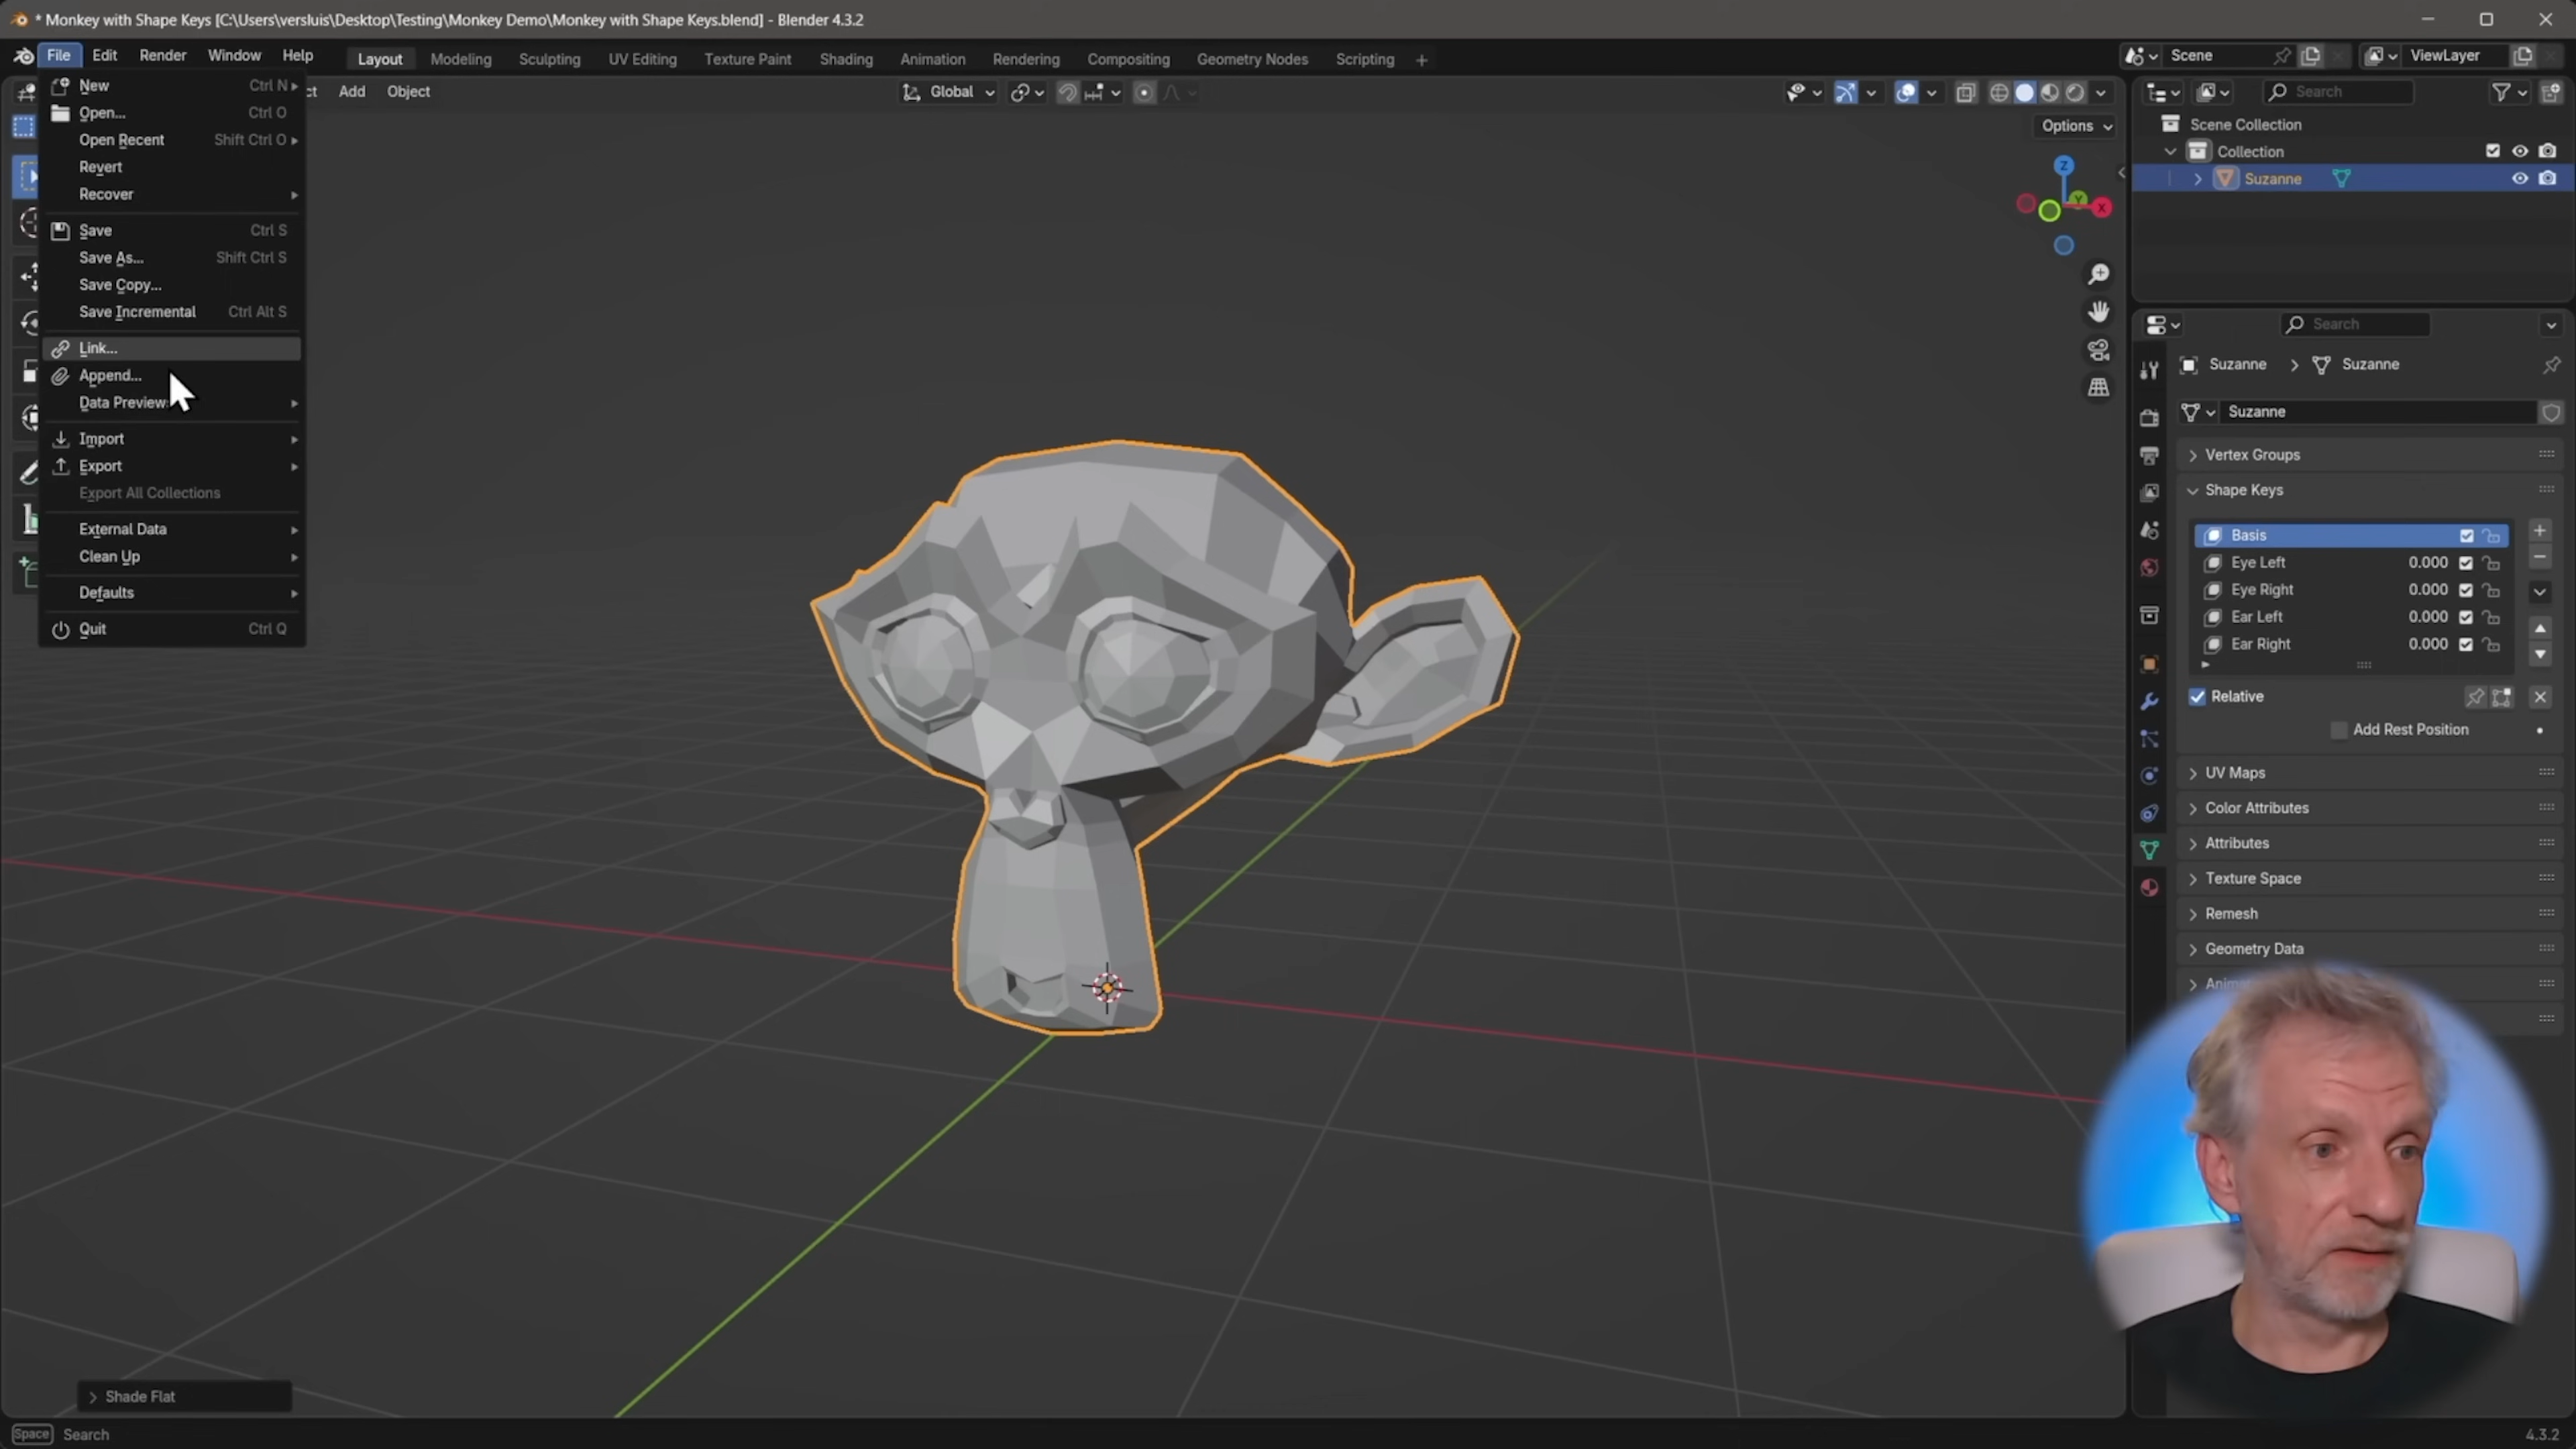 * Monkey with Shape Keys [C:\Users\versluis\Desktop\Testing\Monkey Demo\Monkey with Shape Keys.blend] - Blender 4.3.2
File Edit Render Window Help Layout Modeling Sculpting UV Editing Texture Paint Shading Animation Rendering Compositing Geometry Nodes Scripting + Scene ViewLayer
New Ctrl N
ct Add Object Global Search
Open... Ctrl O
Options
Scene Collection
Open Recent Shift Ctrl O
Collection
Revert
Suzanne
Recover
Z
Y
X
Save Ctrl S
Save As... Shift Ctrl S
Save Copy...
Save Incremental Ctrl Alt S
Search
Link...
Suzanne > Suzanne
Append...
Data Preview
Suzanne
Import
Vertex Groups
Export
Shape Keys
Export All Collections
External Data
Basis
Clean Up
Eye Left 0.000
Defaults
Eye Right 0.000
Ear Left 0.000
Quit Ctrl Q
Ear Right 0.000
Relative
Add Rest Position
UV Maps
Color Attributes
Attributes
Texture Space
Remesh
Geometry Data
Shade Flat
Space Search 4.3.2